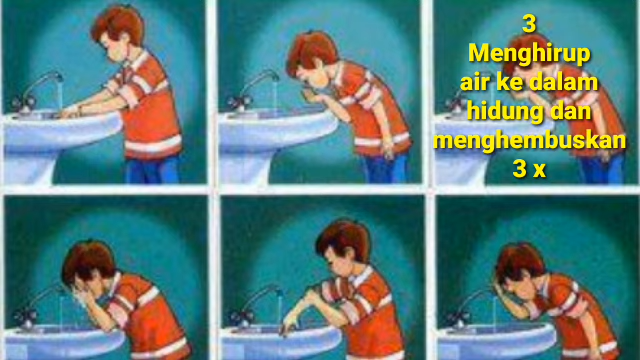 3
Menghirup
air ke dalam
hidung dan
menghembuskan
3 x